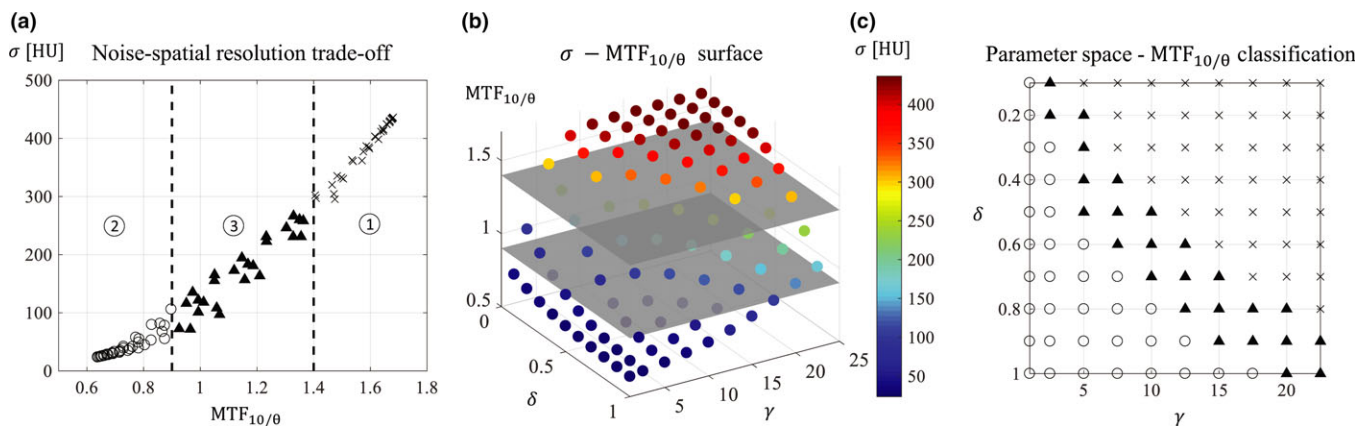 (a)
Noise-spatial resolution trade-off
σ [HU]
500
400
300
200
100
0
② ③ ①
0.6 0.8 1 1.2 1.4 1.6 1.8
MTF10/θ
(b)
σ − MTF10/θ surface
MTF10/θ
1.5
1
0.5
0
0.5
1
δ
5
10
15
20
25
γ
σ [HU]
400
350
300
250
200
150
100
50
(c)
Parameter space - MTF10/θ classification
0.2
0.4
δ
0.6
0.8
1
5 10 15 20
γ